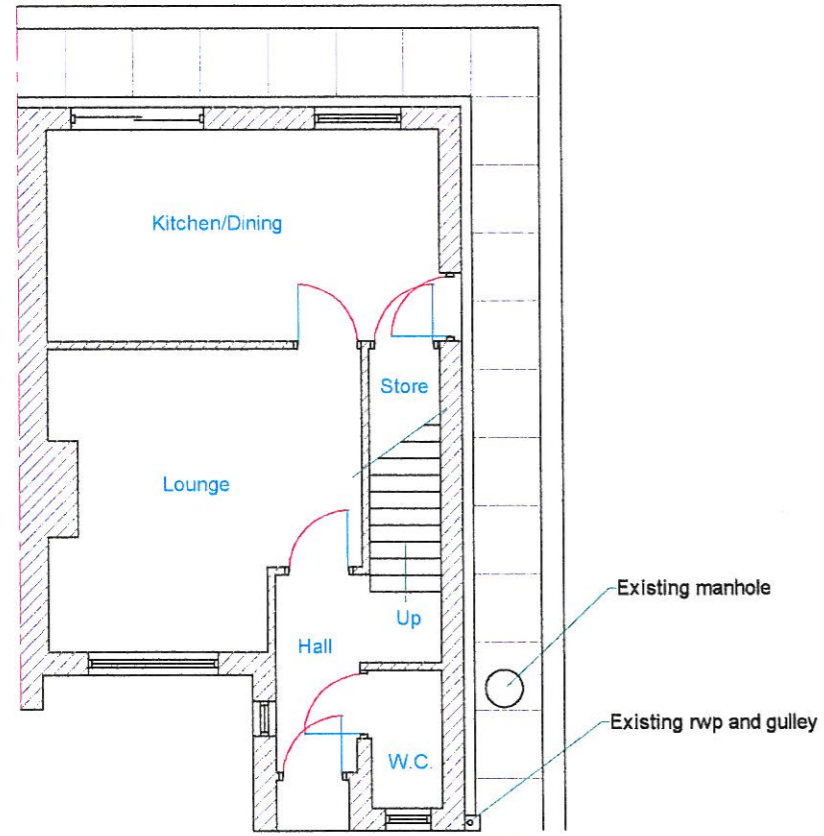 Kitchen/Dining
Store
Lounge
Existing manhole
Up
Hall
Existing rwp and gulley
W.C.